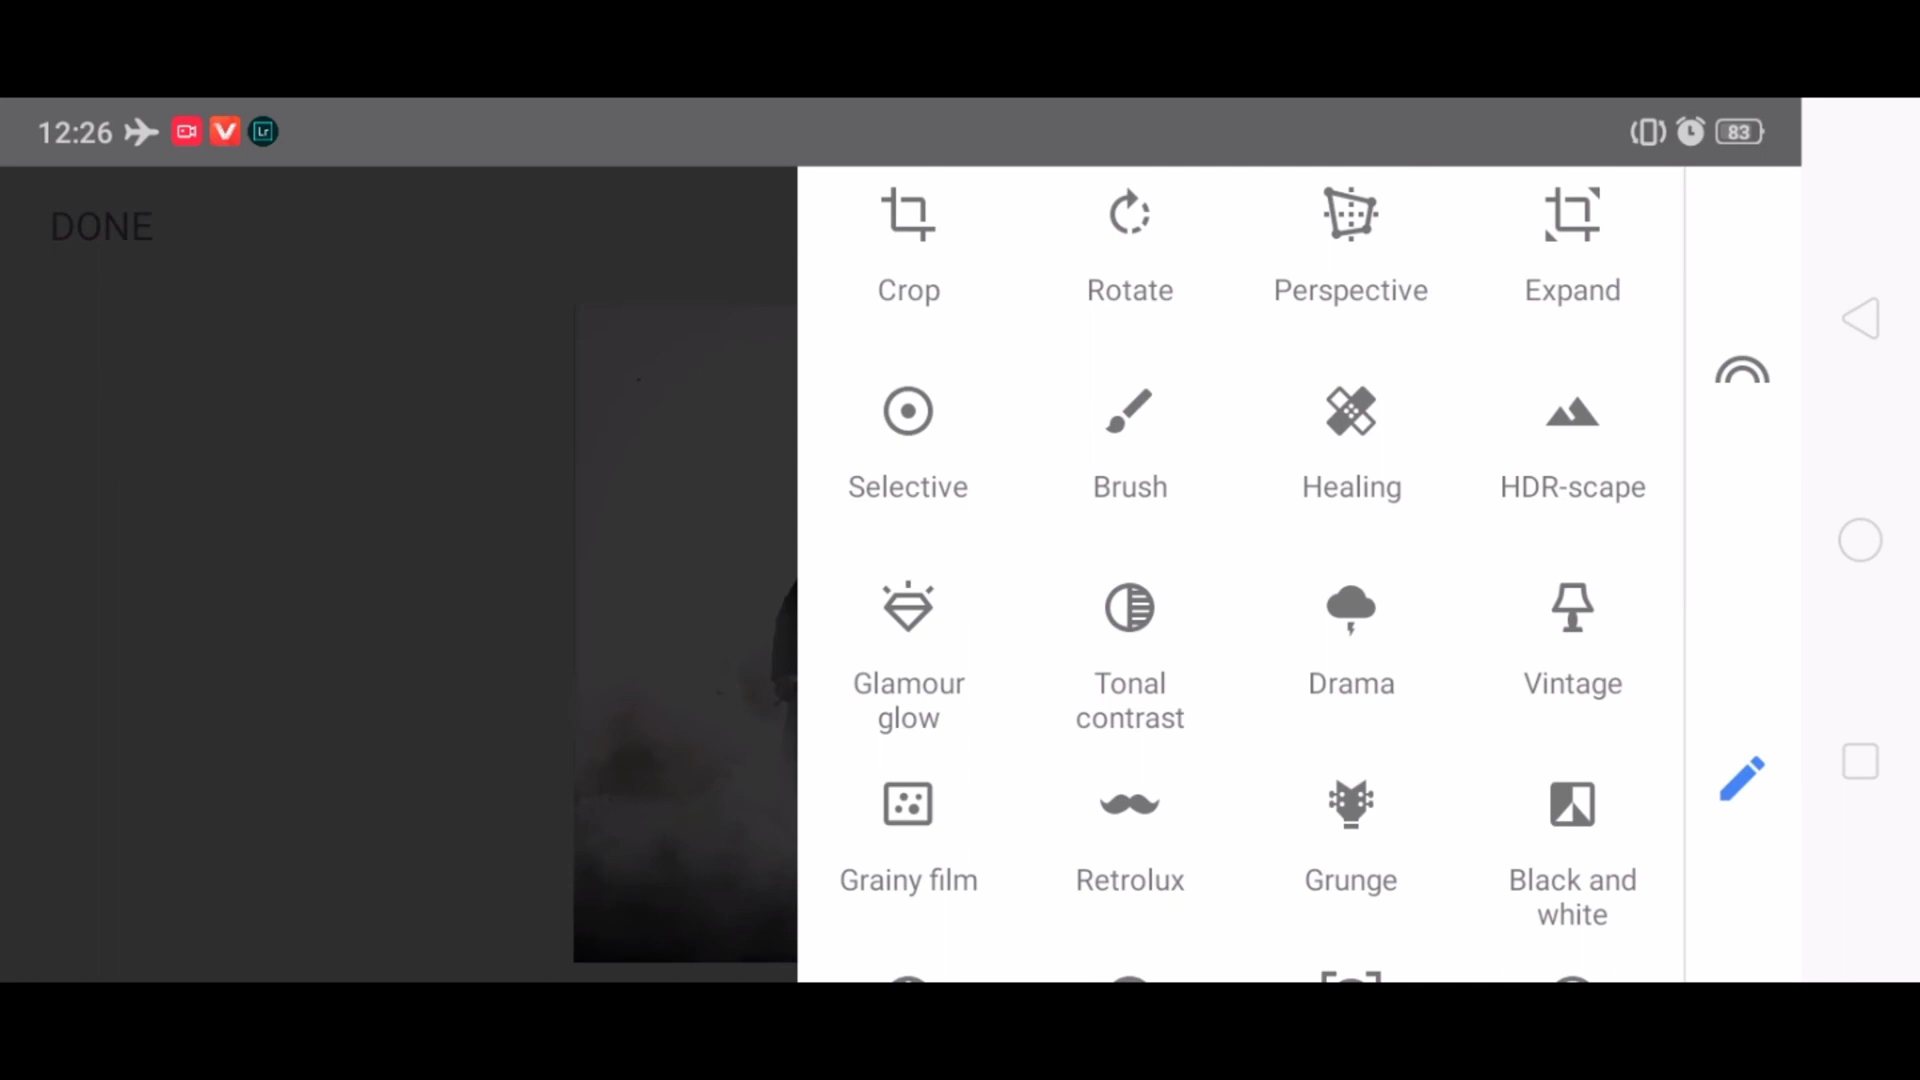 12:26
Lr
83
DONE
Crop
Rotate
Perspective
Expand
Selective
Brush
Healing
HDR-scape
Glamour
glow
Tonal
contrast
Drama
Vintage
Grainy film
Retrolux
Grunge
Black and
white